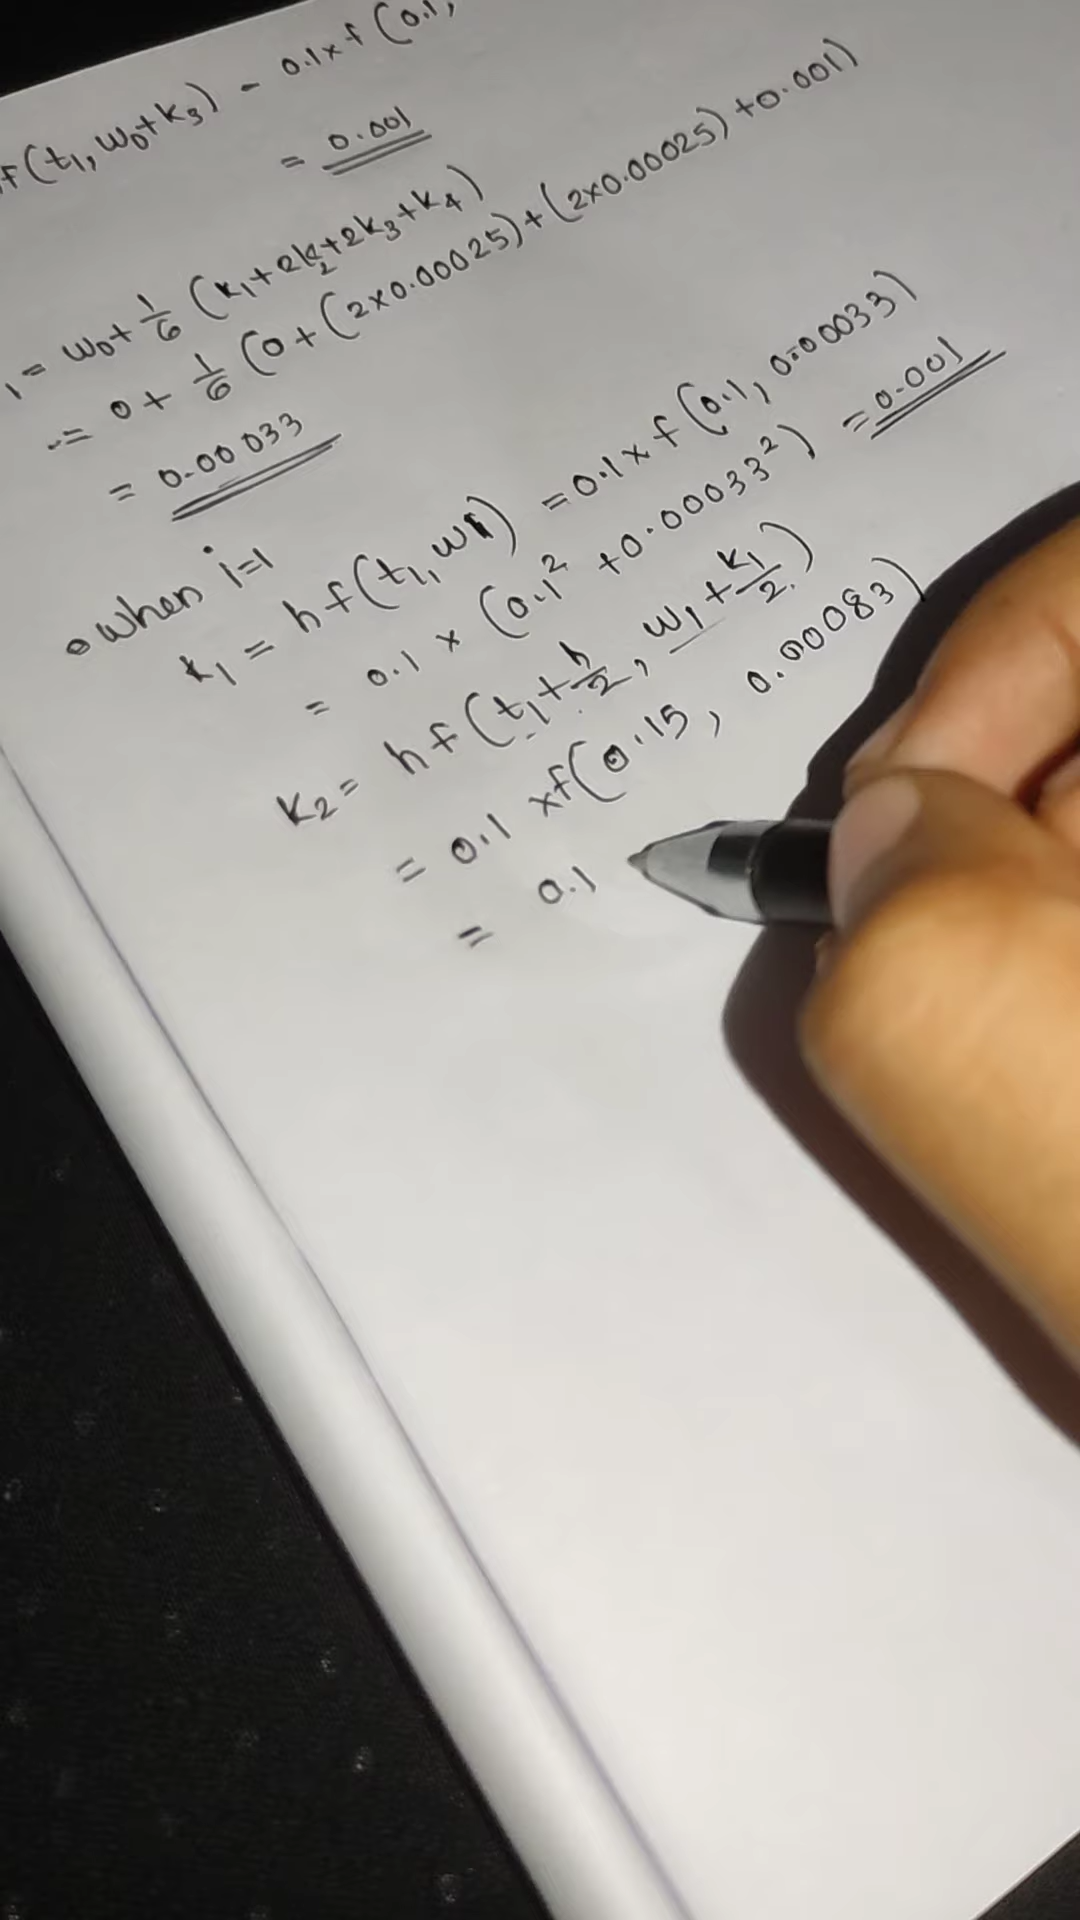 f(t₁, w₀+k₃) - 0.1×f(0.1,
= 0.001
₁ = w₀+ 1/6 (k₁+2k₂+2k₃+k₄)
= 0 + 1/6 (0+(2×0.00025)+(2×0.00025)+0.001)
= 0.00033
when i=1
k₁ = hf(t₁, w₁) = 0.1×f(0.1, 0.00033)
= 0.1 × (0.1² + 0.00033²) = 0.001
k₂ = hf(t₁+h/2, w₁+k₁/2)
= 0.1 ×f(0.15, 0.00083)
= 0.1